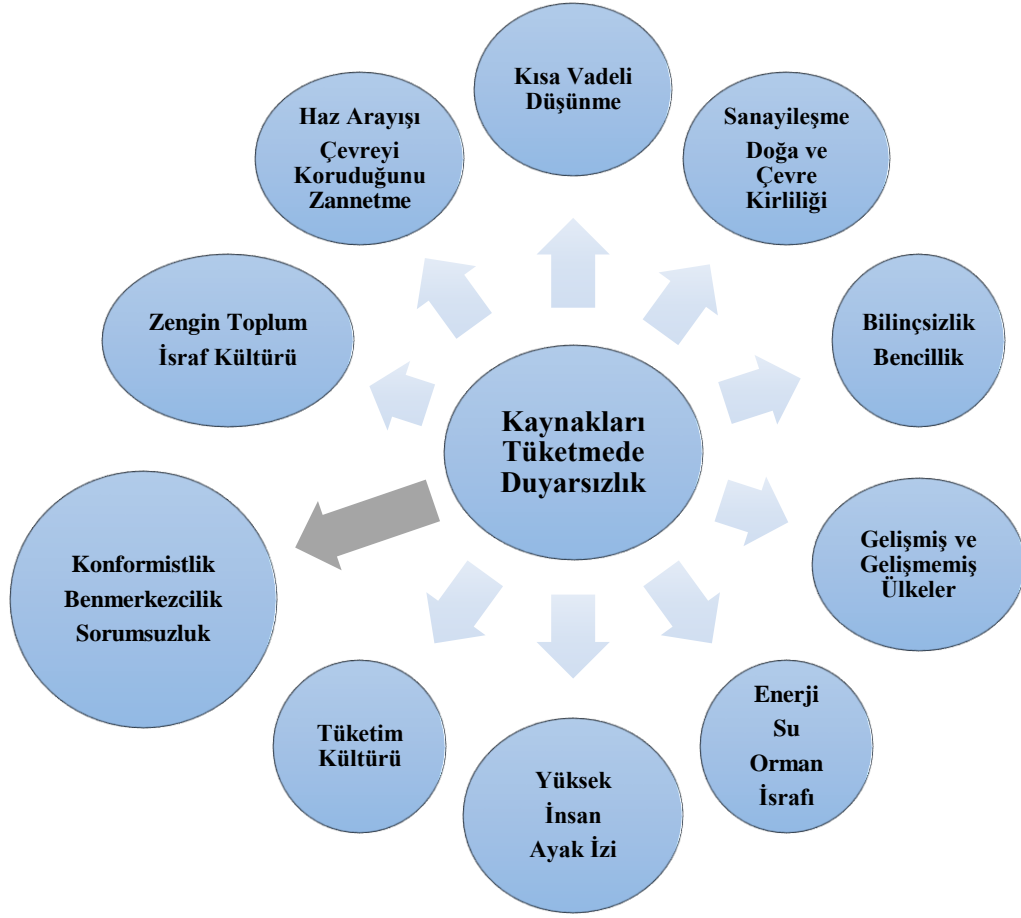 Kısa Vadeli
Düşünme
Sanayileşme
Doğa ve
Çevre
Kirliliği
Bilinçsizlik
Bencillik
Gelişmiş ve
Gelişmemiş
Ülkeler
Enerji
Su
Orman
İsrafı
Yüksek
İnsan
Ayak İzi
Tüketim
Kültürü
Konformistlik
Benmerkezcilik
Sorumsuzluk
Zengin Toplum
İsraf Kültürü
Haz Arayışı
Çevreyi
Koruduğunu
Zannetme
Kaynakları
Tüketmede
Duyarsızlık